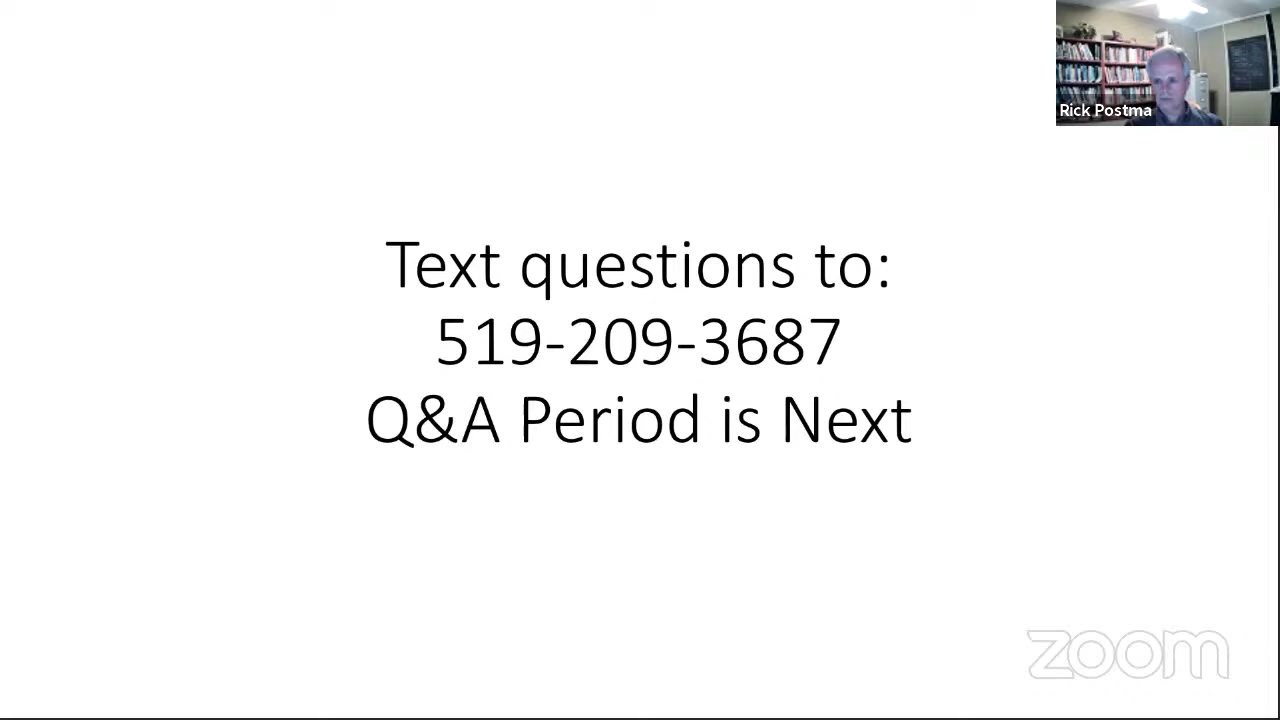 Rick Postma
Text questions to:
519-209-3687
Q&A Period is Next
zoom